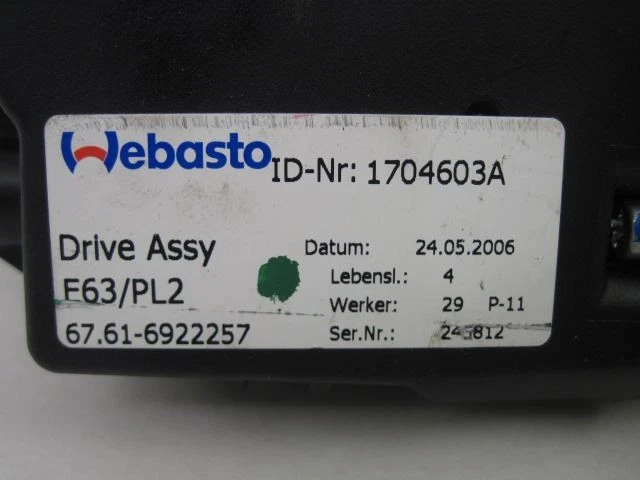 Webasto ID-Nr: 1704603A
Drive Assy Datum: 24.05.2006
E63/PL2 Lebensl.: 4
Werker: 29 P-11
67.61-6922257 Ser.Nr.: